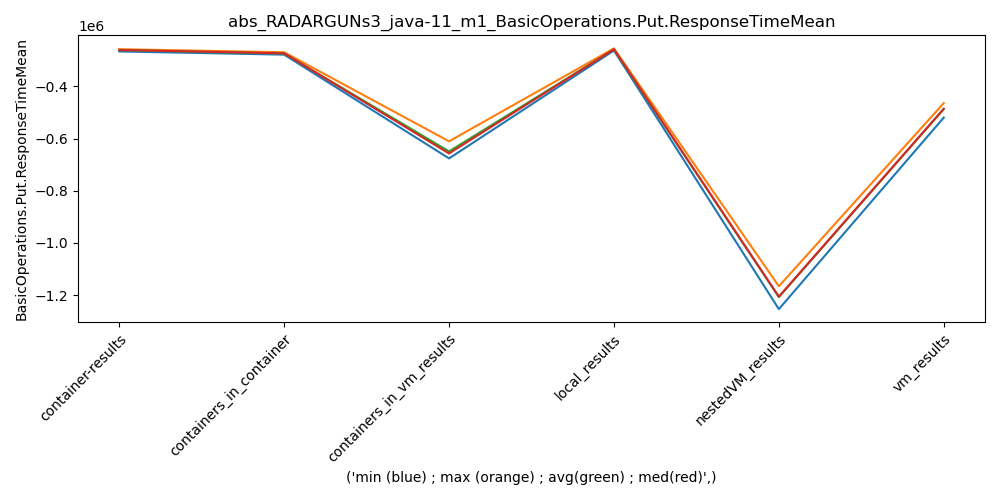 abs_RADARGUNs3_java-11_m1_BasicOperations.Put.ResponseTimeMean
1e6
BasicOperations.Put.ResponseTimeMean
−0.4
−0.6
−0.8
−1.0
−1.2
container-results
containers_in_container
containers_in_vm_results
local_results
nestedVM_results
vm_results
('min (blue) ; max (orange) ; avg(green) ; med(red)',)